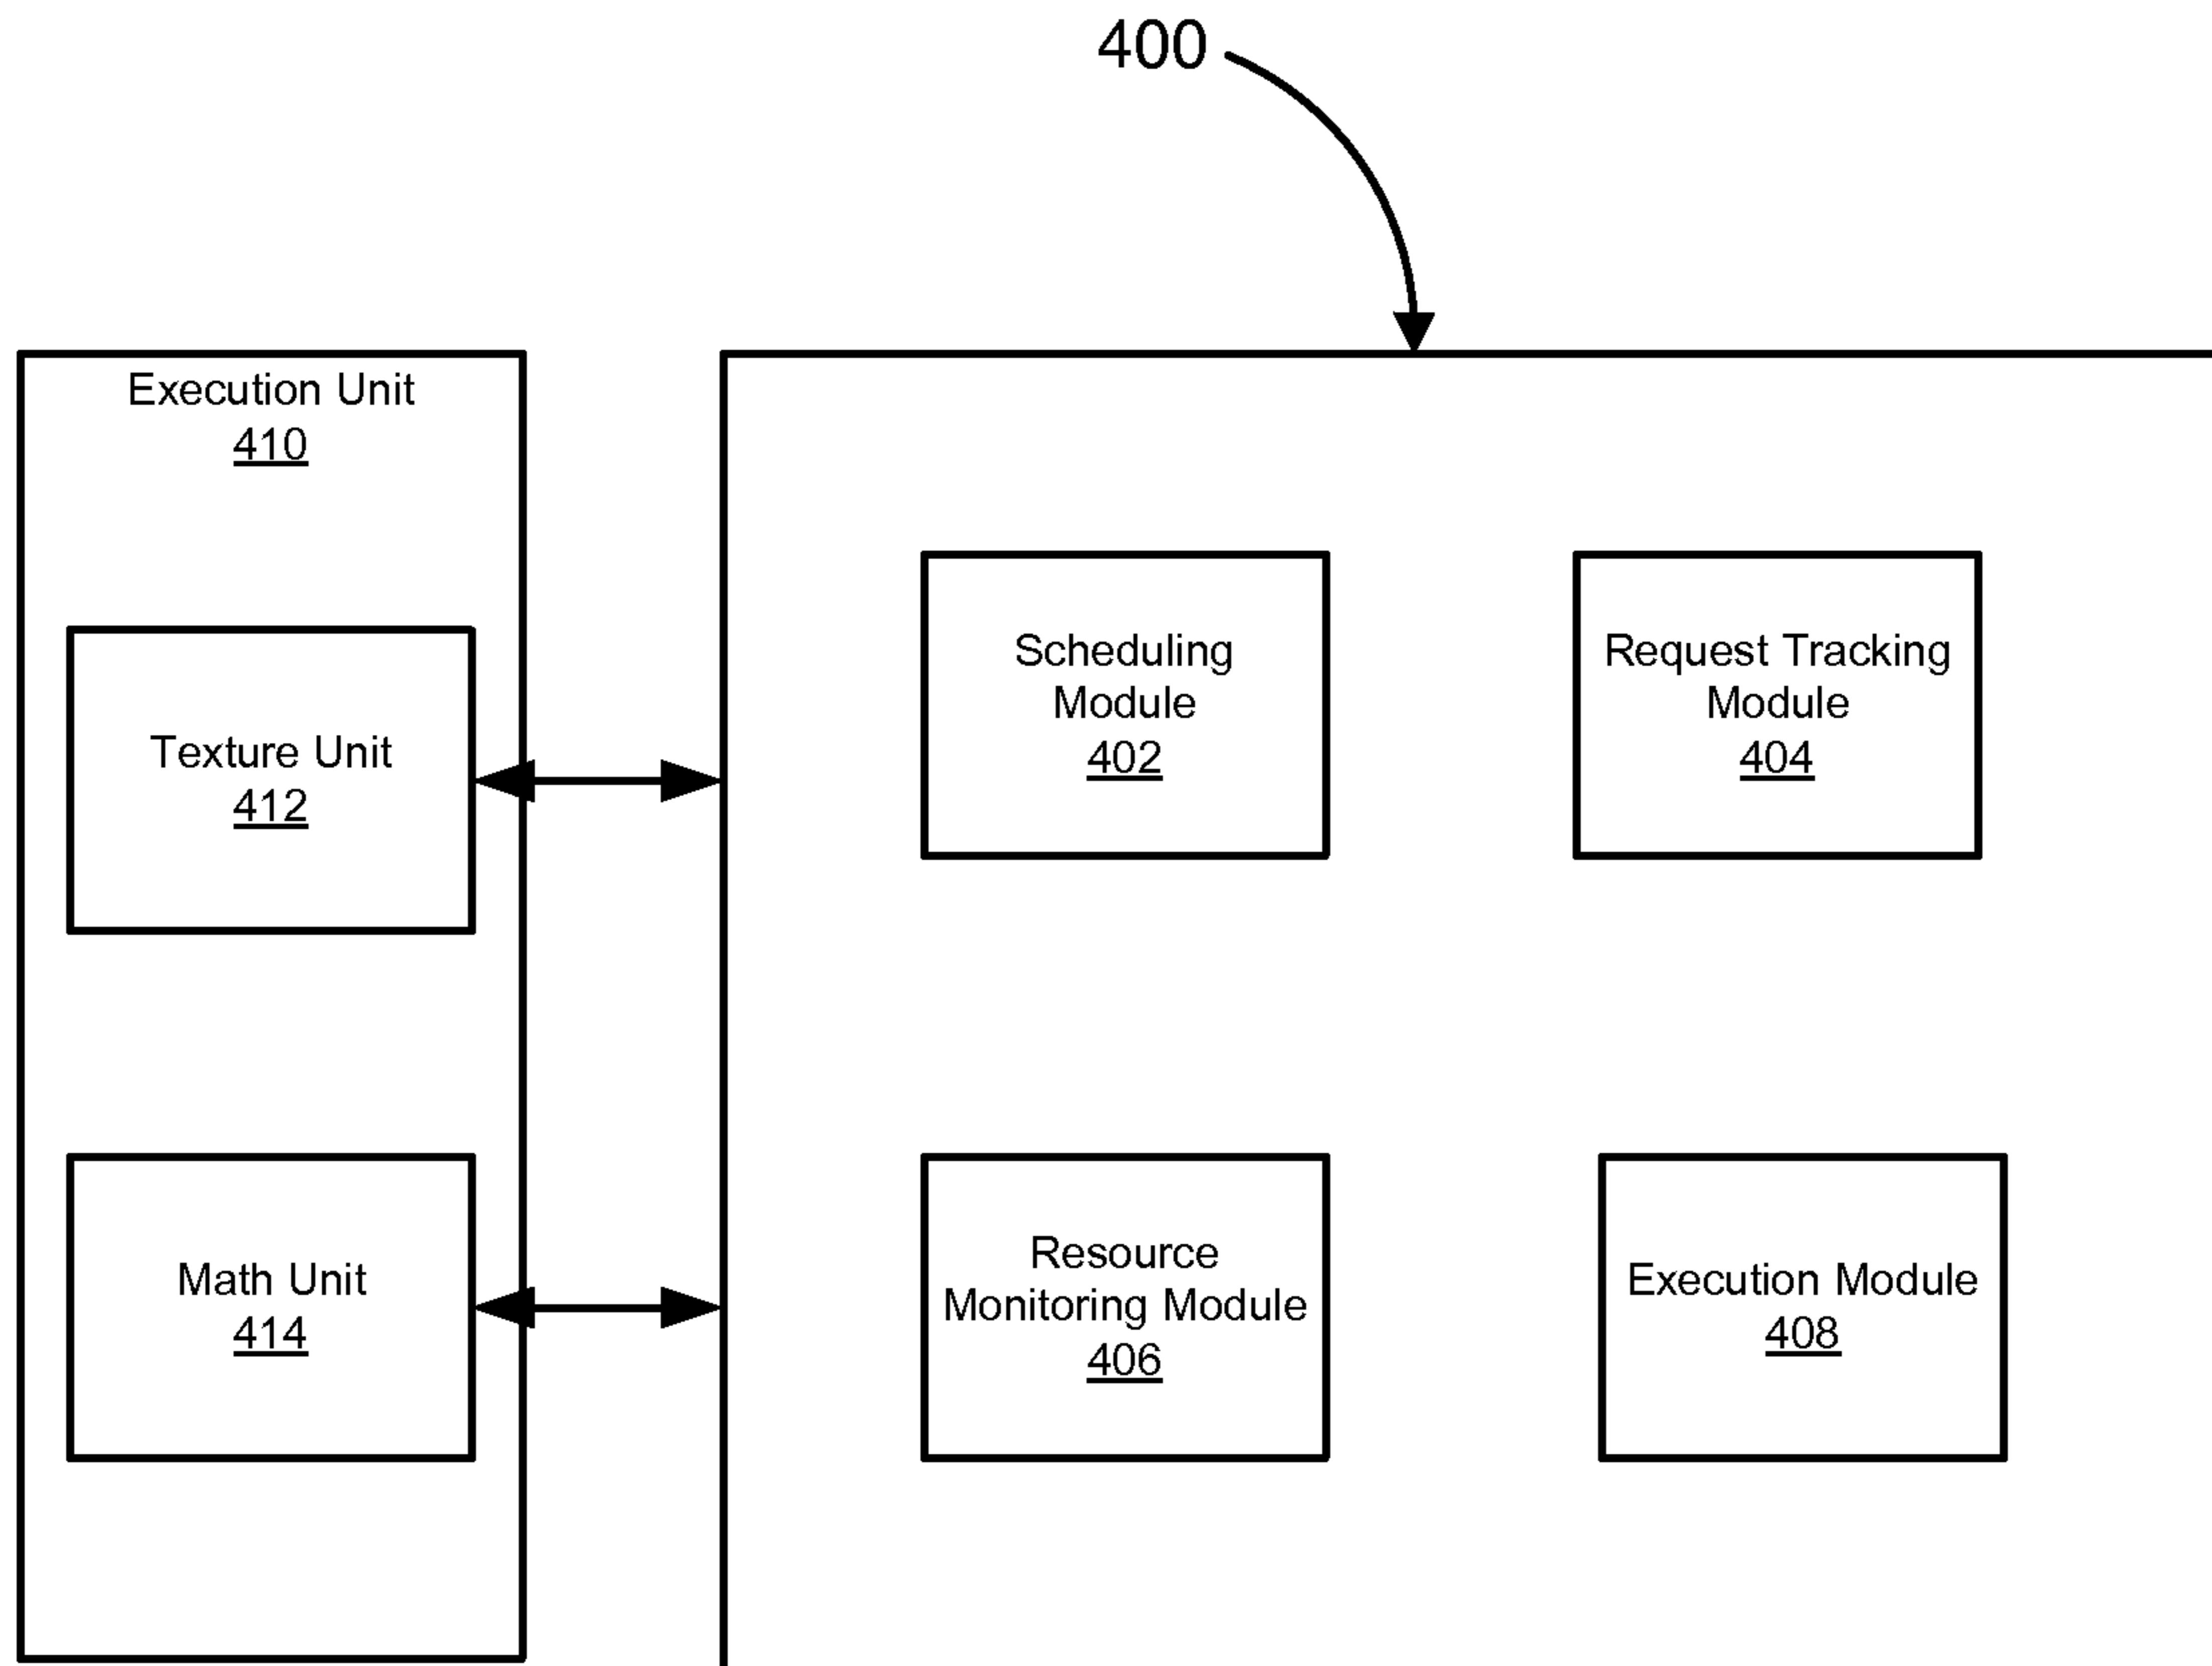 400
Execution Unit
410
Texture Unit
412
Math Unit
414
Scheduling
Module
402
Request Tracking
Module
404
Resource
Monitoring Module
406
Execution Module
408